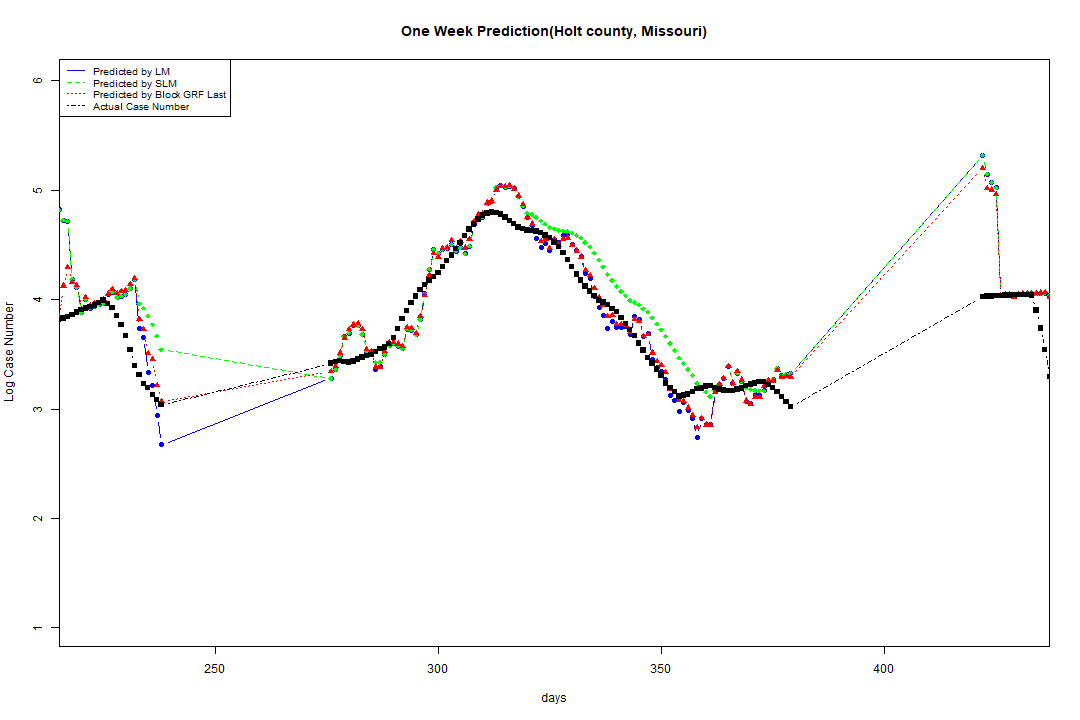 One Week Prediction(Holt county, Missouri)
Predicted by LM
Predicted by SLM
Predicted by Block GRF Last
Actual Case Number
6
5
4
3
2
1
Log Case Number
250 300 350 400
days